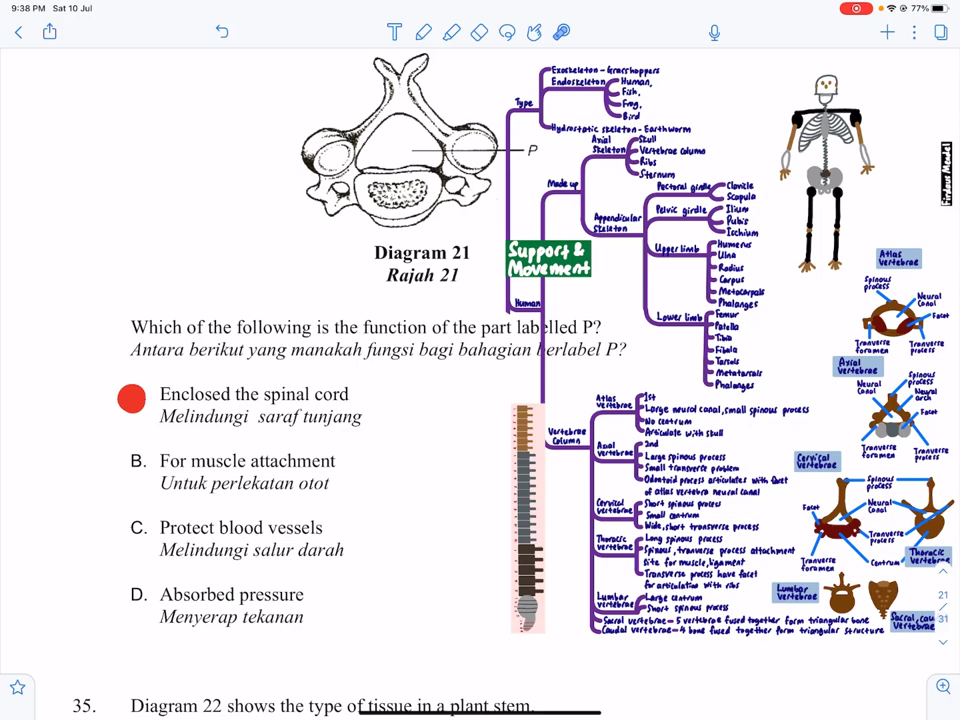 9:38 PM Sat 10 Jul
77%
P
Diagram 21
Rajah 21
Which of the following is the function of the part labelled P?
Antara berikut yang manakah fungsi bagi bahagian berlabel P?
Enclosed the spinal cord
Melindungi saraf tunjang
B. For muscle attachment
Untuk perlekatan otot
C. Protect blood vessels
Melindungi salur darah
D. Absorbed pressure
Menyerap tekanan
35. Diagram 22 shows the type of tissue in a plant stem.
Support &
Movement
Type
Exoskeleton - Grasshoppers
Endoskeleton
Human,
Fish,
Frog,
Bird
Hydrostatic skeleton - Earthworm
Human
Made up
Axial
Skeleton
Skull
Vertebrae column
Ribs
Sternum
Appendicular
Skeleton
Pectoral girdle
Clavicle
Scapula
Pelvic girdle
Ilium
Pubis
Ischium
Upper limb
Humerus
Ulna
Radius
Carpus
Metacarpals
Phalanges
Lower limb
Femur
Patella
Tibia
Fibula
Tarsals
Metatarsals
Phalanges
Vertebrae
Column
Atlas
vertebrae
1st
Large neural canal, small spinous process
No centrum
Articulate with skull
Axial
vertebrae
2nd
Large spinous process
Small transverse problem
Odontoid process articulates with facet
of atlas vertebra neural canal
Cervical
vertebrae
Short spinous process
Small centrum
Wide, short transverse process
Thoracic
vertebrae
Long spinous process
Spinous, tranverse process attachment
site for muscle, ligament
Transverse process have facet
for articulation with ribs
Lumbar
vertebrae
Large centrum
Short spinous process
Sacral vertebrae = 5 vertebrae fused together form triangular bone
Caudal vertebrae = 4 bone fused together form triangular structure
Firdaus Mendel
Atlas
vertebrae
Spinous
process
Neural
Canal
Facet
Tranverse
foramen
Tranverse
process
Axial
vertebrae
Spinous
process
Neural
canal
Neural
arch
Facet
Tranverse
foramen
Tranverse
process
Cervical
vertebrae
Spinous process
Facet
Neural
Canal
Tranverse
process
Tranverse
foramen
Centrum
Thoracic
vertebrae
Lumbar
vertebrae
Sacral, cau
vertebrae
21
/
31